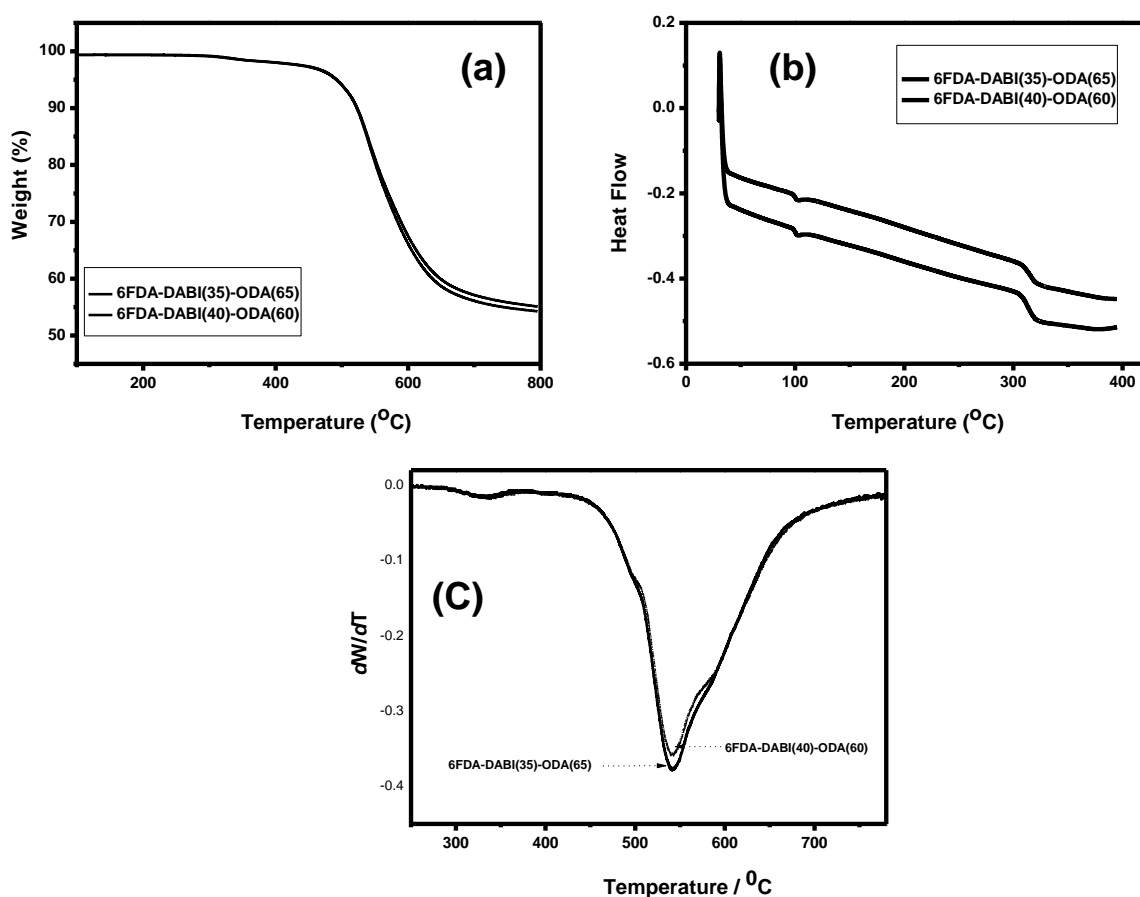 (a)
100
90
80
70
60
50
Weight (%)
6FDA-DABI(35)-ODA(65)
6FDA-DABI(40)-ODA(60)
200 400 600 800
Temperature (OC)
(b)
0.2
0.0
-0.2
-0.4
-0.6
Heat Flow
6FDA-DABI(35)-ODA(65)
6FDA-DABI(40)-ODA(60)
0 100 200 300 400
Temperature (OC)
(C)
0.0
-0.1
-0.2
-0.3
-0.4
dW/dT
6FDA-DABI(40)-ODA(60)
6FDA-DABI(35)-ODA(65)
300 400 500 600 700
Temperature / 0C